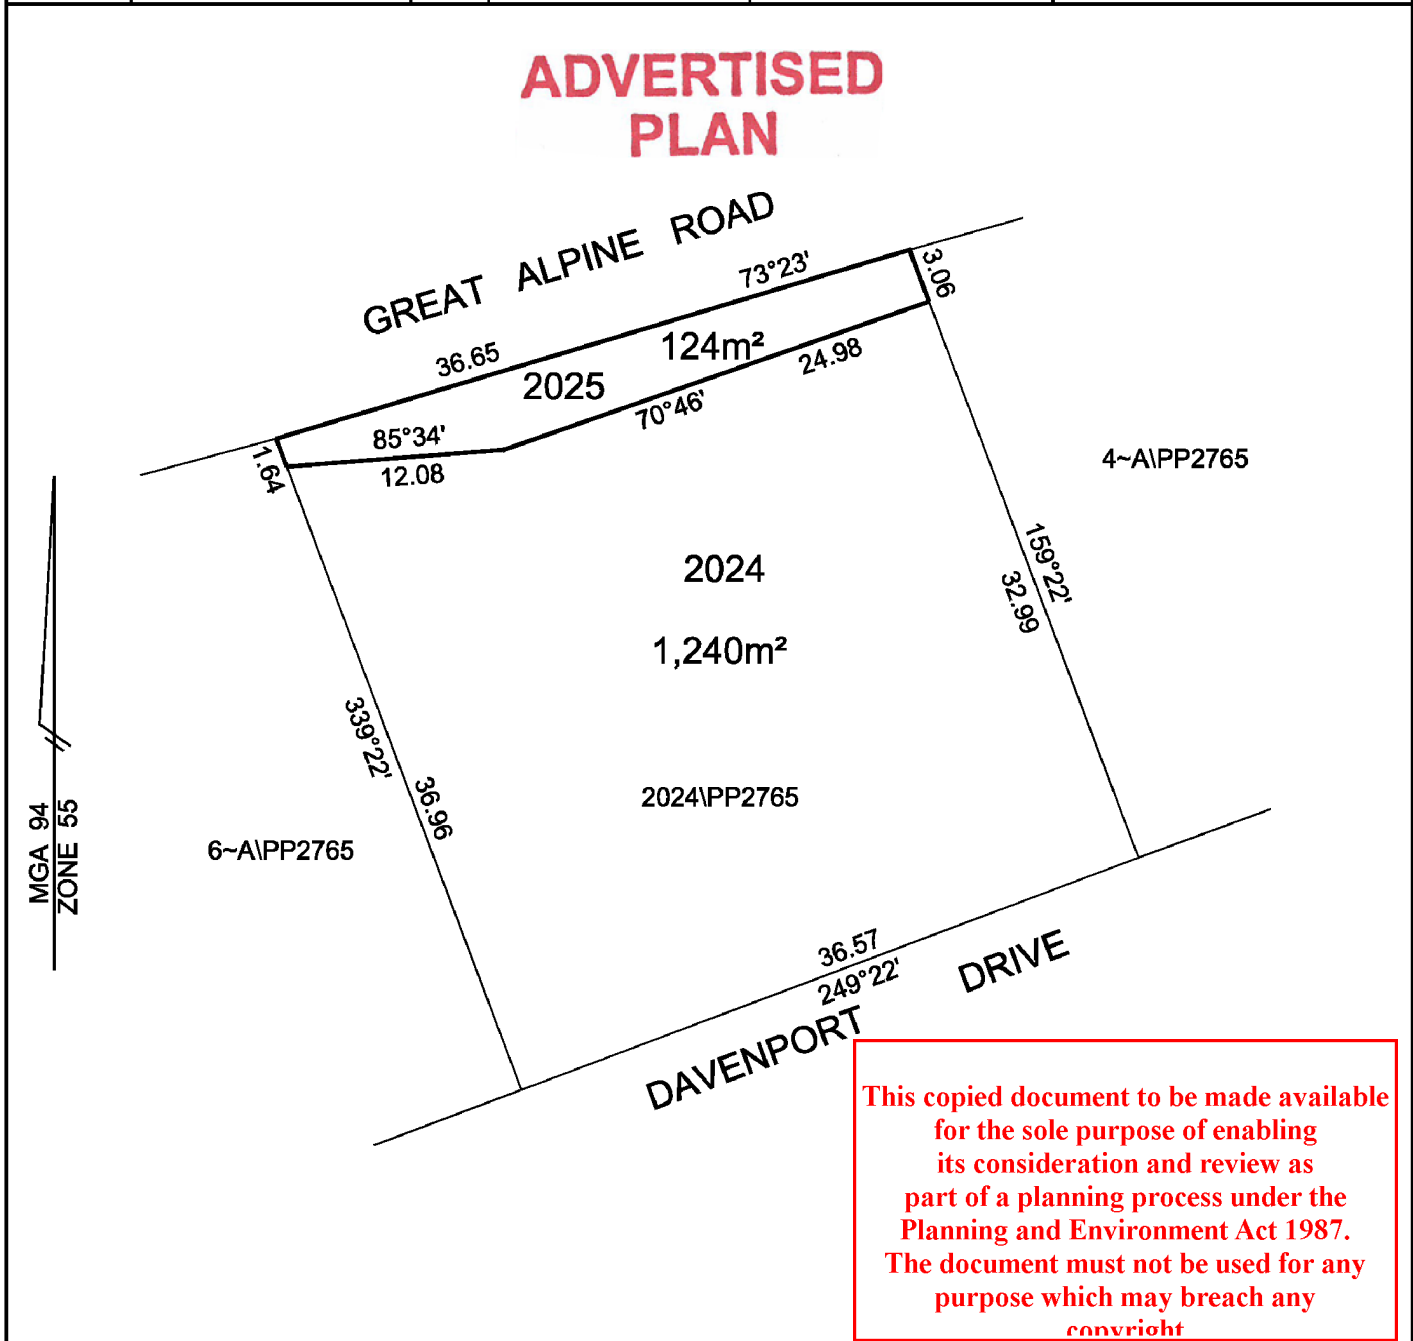 ADVERTISED
PLAN
GREAT ALPINE ROAD
73°23'
3.06
36.65
124m²
2025
24.98
70°46'
85°34'
12.08
1.64
4~A\PP2765
2024
159°22'
32.99
1,240m²
339°22'
36.96
2024\PP2765
MGA 94
ZONE 55
6~A\PP2765
36.57
249°22'
DAVENPORT DRIVE
This copied document to be made available
for the sole purpose of enabling
its consideration and review as
part of a planning process under the
Planning and Environment Act 1987.
The document must not be used for any
purpose which may breach any
copyright